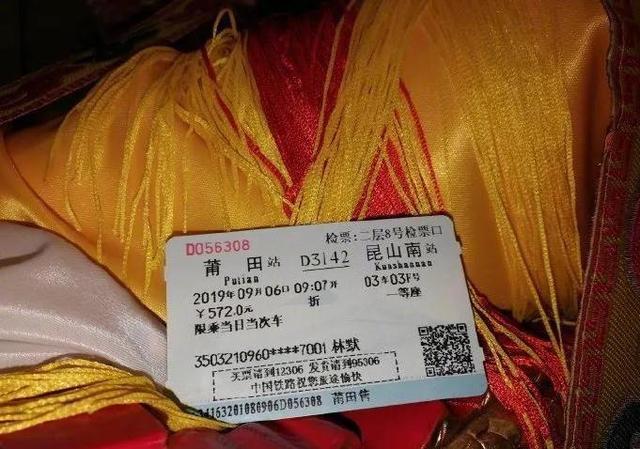 D056308
检票:二层8号检票口
莆田站 D3142 昆山南站
Putian Kunshannan
2019年09月06日09:07开 03车03F号
￥572.0元 折 一等座
限乘当日当次车
3503210960****7001 林默
买票请到12306 发货请到95306
中国铁路祝您旅途愉快
04163201080906D056308 莆田售